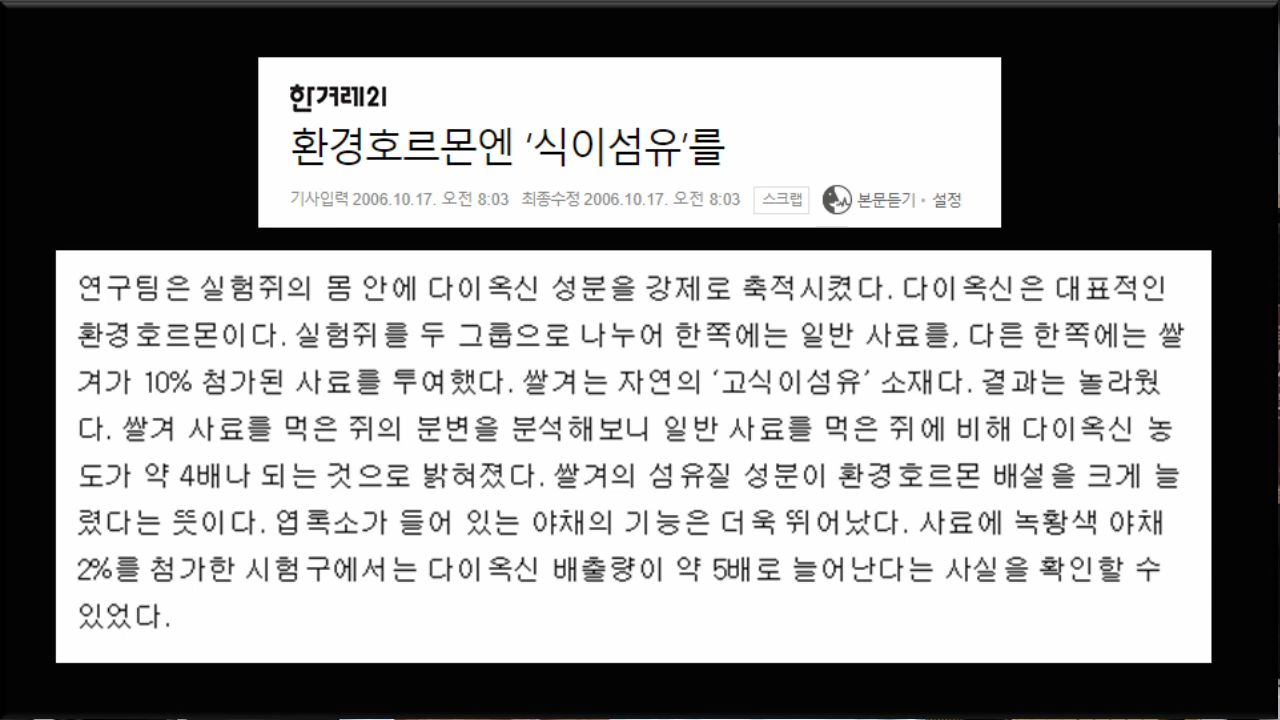 한겨레21
환경호르몬엔 '식이섬유'를
기사입력 2006.10.17. 오전 8:03 최종수정 2006.10.17. 오전 8:03 스크랩 본문듣기 · 설정
연구팀은 실험쥐의 몸 안에 다이옥신 성분을 강제로 축적시켰다. 다이옥신은 대표적인
환경호르몬이다. 실험쥐를 두 그룹으로 나누어 한쪽에는 일반 사료를, 다른 한쪽에는 쌀
겨가 10% 첨가된 사료를 투여했다. 쌀겨는 자연의 '고식이섬유' 소재다. 결과는 놀라웠
다. 쌀겨 사료를 먹은 쥐의 분변을 분석해보니 일반 사료를 먹은 쥐에 비해 다이옥신 농
도가 약 4배나 되는 것으로 밝혀졌다. 쌀겨의 섬유질 성분이 환경호르몬 배설을 크게 늘
렸다는 뜻이다. 엽록소가 들어 있는 야채의 기능은 더욱 뛰어났다. 사료에 녹황색 야채
2%를 첨가한 시험구에서는 다이옥신 배출량이 약 5배로 늘어난다는 사실을 확인할 수
있었다.